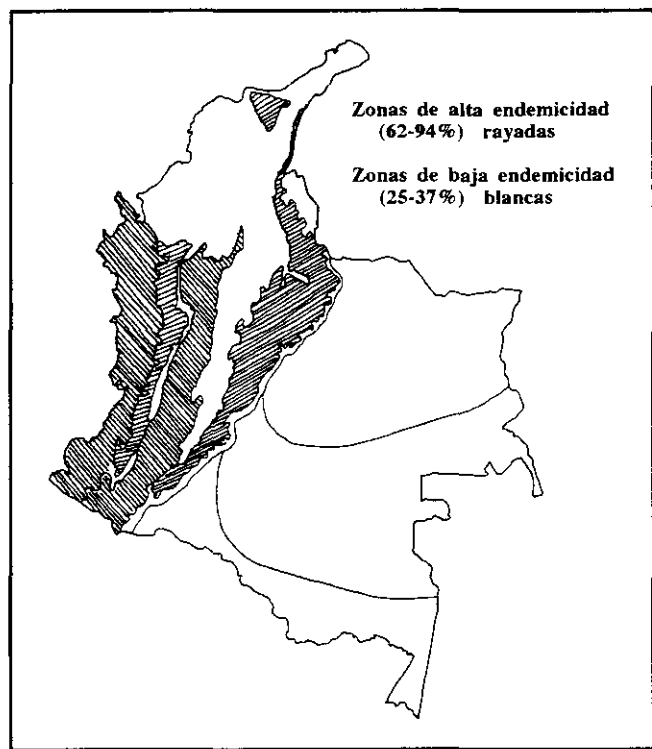 Zonas de alta endemicidad
(62-94%) rayadas
Zonas de baja endemicidad
(25-37%) blancas